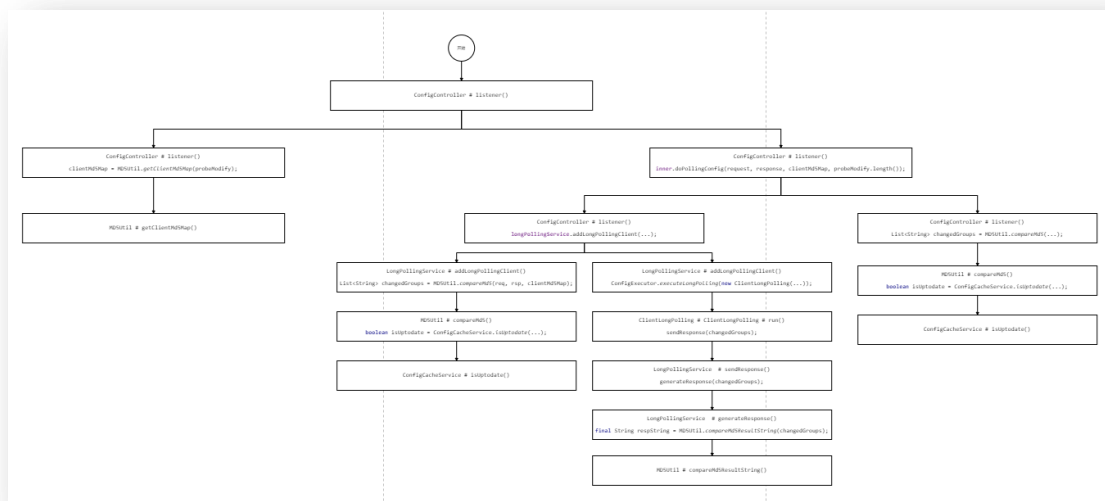 me
ConfigController # listener()
ConfigController # listener()
clientMd5Map = MD5Util.getClientMd5Map(probeModify);
MD5Util # getClientMd5Map()
ConfigController # listener()
inner.doPollingConfig(request, response, clientMd5Map, probeModify.length());
ConfigController # listener()
longPollingService.addLongPollingClient(...);
LongPollingService # addLongPollingClient()
List<String> changedGroups = MD5Util.compareMd5(req, rsp, clientMd5Map);
MD5Util # compareMd5()
boolean isUptodate = ConfigCacheService.isUptodate(...);
ConfigCacheService # isUptodate()
LongPollingService # addLongPollingClient()
ConfigExecutor.executeLongPolling(new ClientLongPolling(...));
ClientLongPolling # ClientLongPolling # run()
sendResponse(changedGroups);
LongPollingService # sendResponse()
generateResponse(changedGroups);
LongPollingService # generateResponse()
final String respString = MD5Util.compareMd5ResultString(changedGroups);
MD5Util # compareMd5ResultString()
ConfigController # listener()
List<String> changedGroups = MD5Util.compareMd5(...);
MD5Util # compareMd5()
boolean isUptodate = ConfigCacheService.isUptodate(...);
ConfigCacheService # isUptodate()